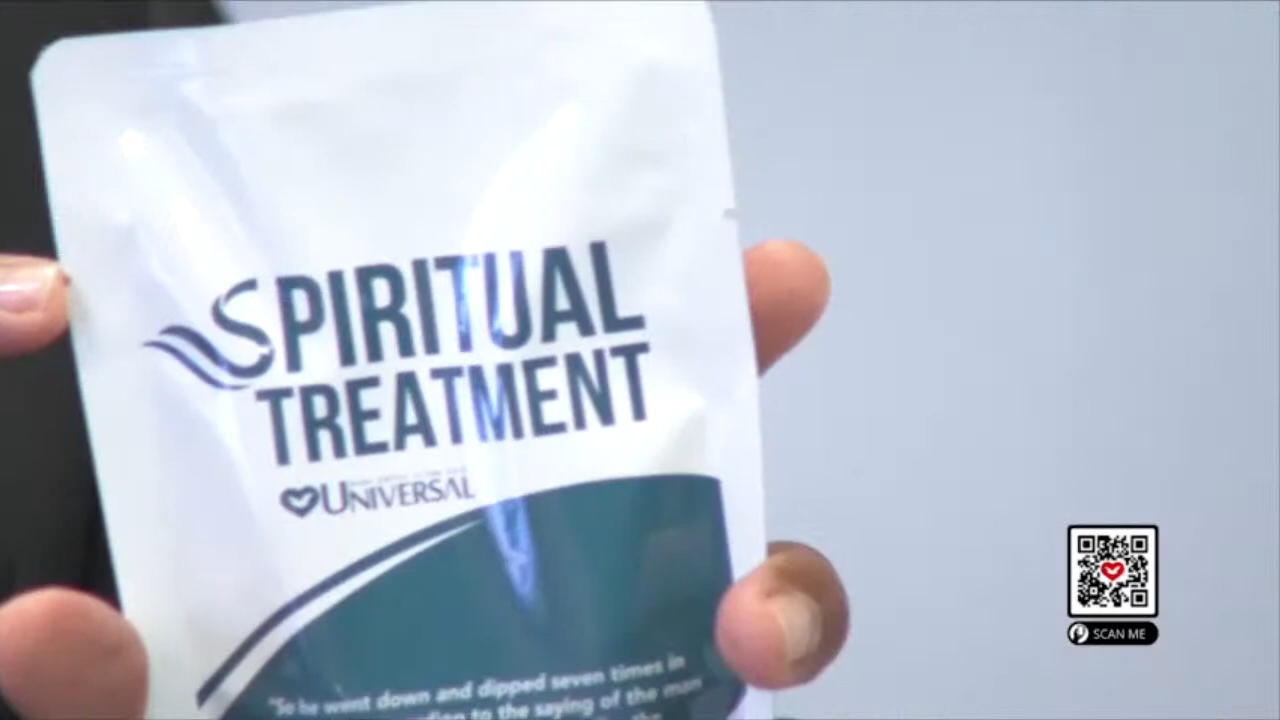 SPIRITUAL
TREATMENT
UNIVERSAL
"So he went down and dipped seven times in
to the saying of the man
the
SCAN ME